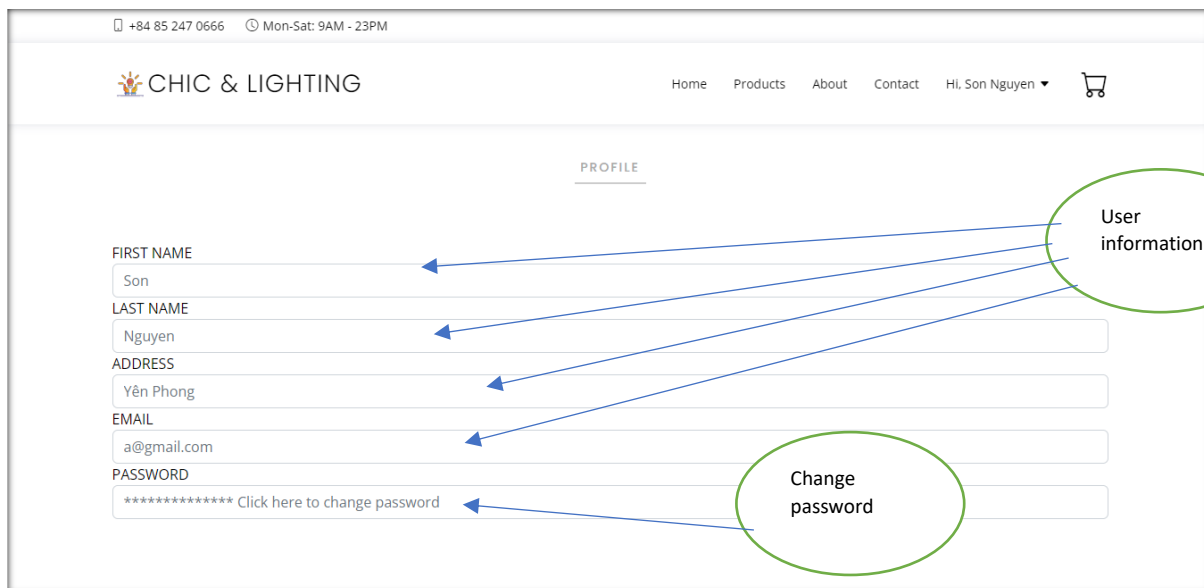 +84 85 247 0666 Mon-Sat: 9AM - 23PM
CHIC & LIGHTING
Home Products About Contact Hi, Son Nguyen
PROFILE
User
information
FIRST NAME
Son
LAST NAME
Nguyen
ADDRESS
Yên Phong
EMAIL
a@gmail.com
PASSWORD
************** Click here to change password
Change
password